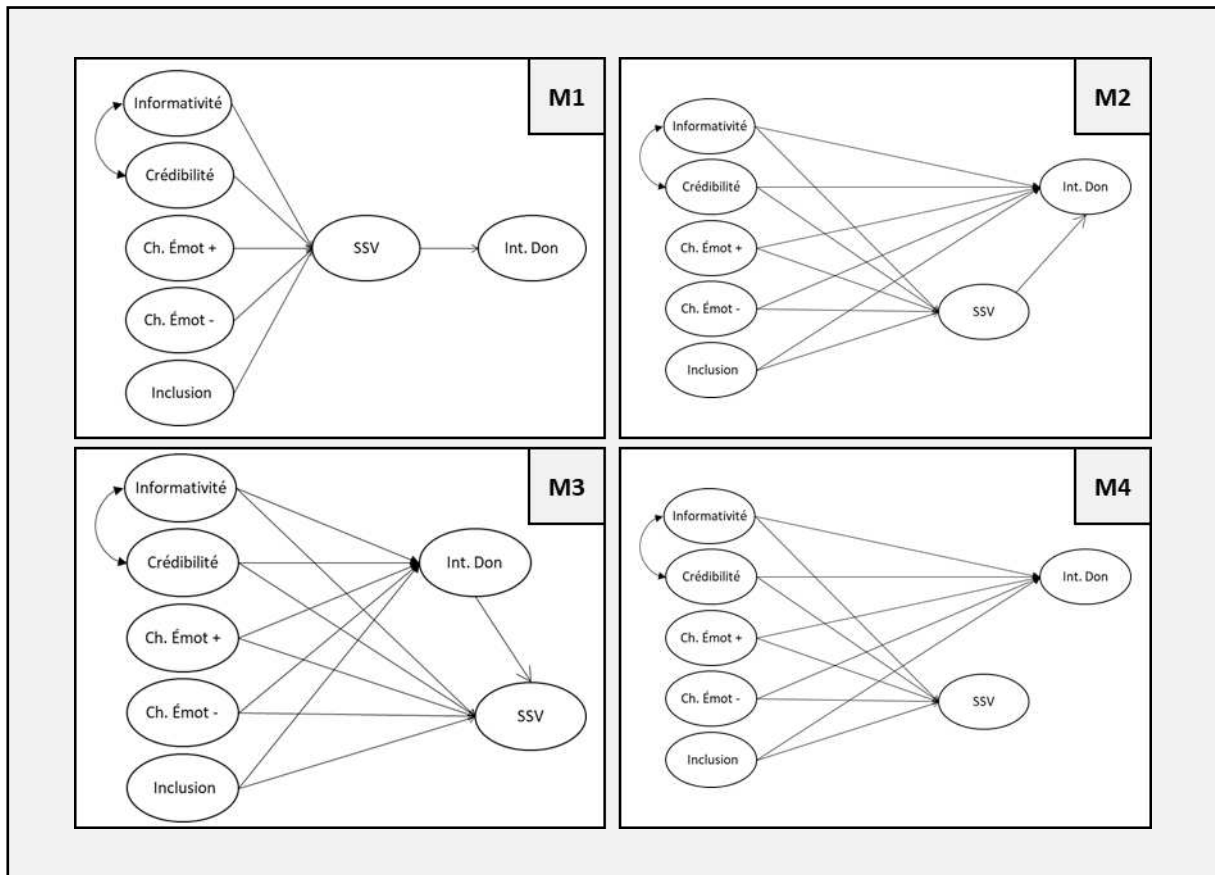 M1
Informativité
Crédibilité
Ch. Émot +
SSV
Int. Don
Ch. Émot -
Inclusion
M2
Informativité
Crédibilité
Int. Don
Ch. Émot +
Ch. Émot -
SSV
Inclusion
M3
Informativité
Crédibilité
Int. Don
Ch. Émot +
Ch. Émot -
SSV
Inclusion
M4
Informativité
Crédibilité
Int. Don
Ch. Émot +
Ch. Émot -
SSV
Inclusion